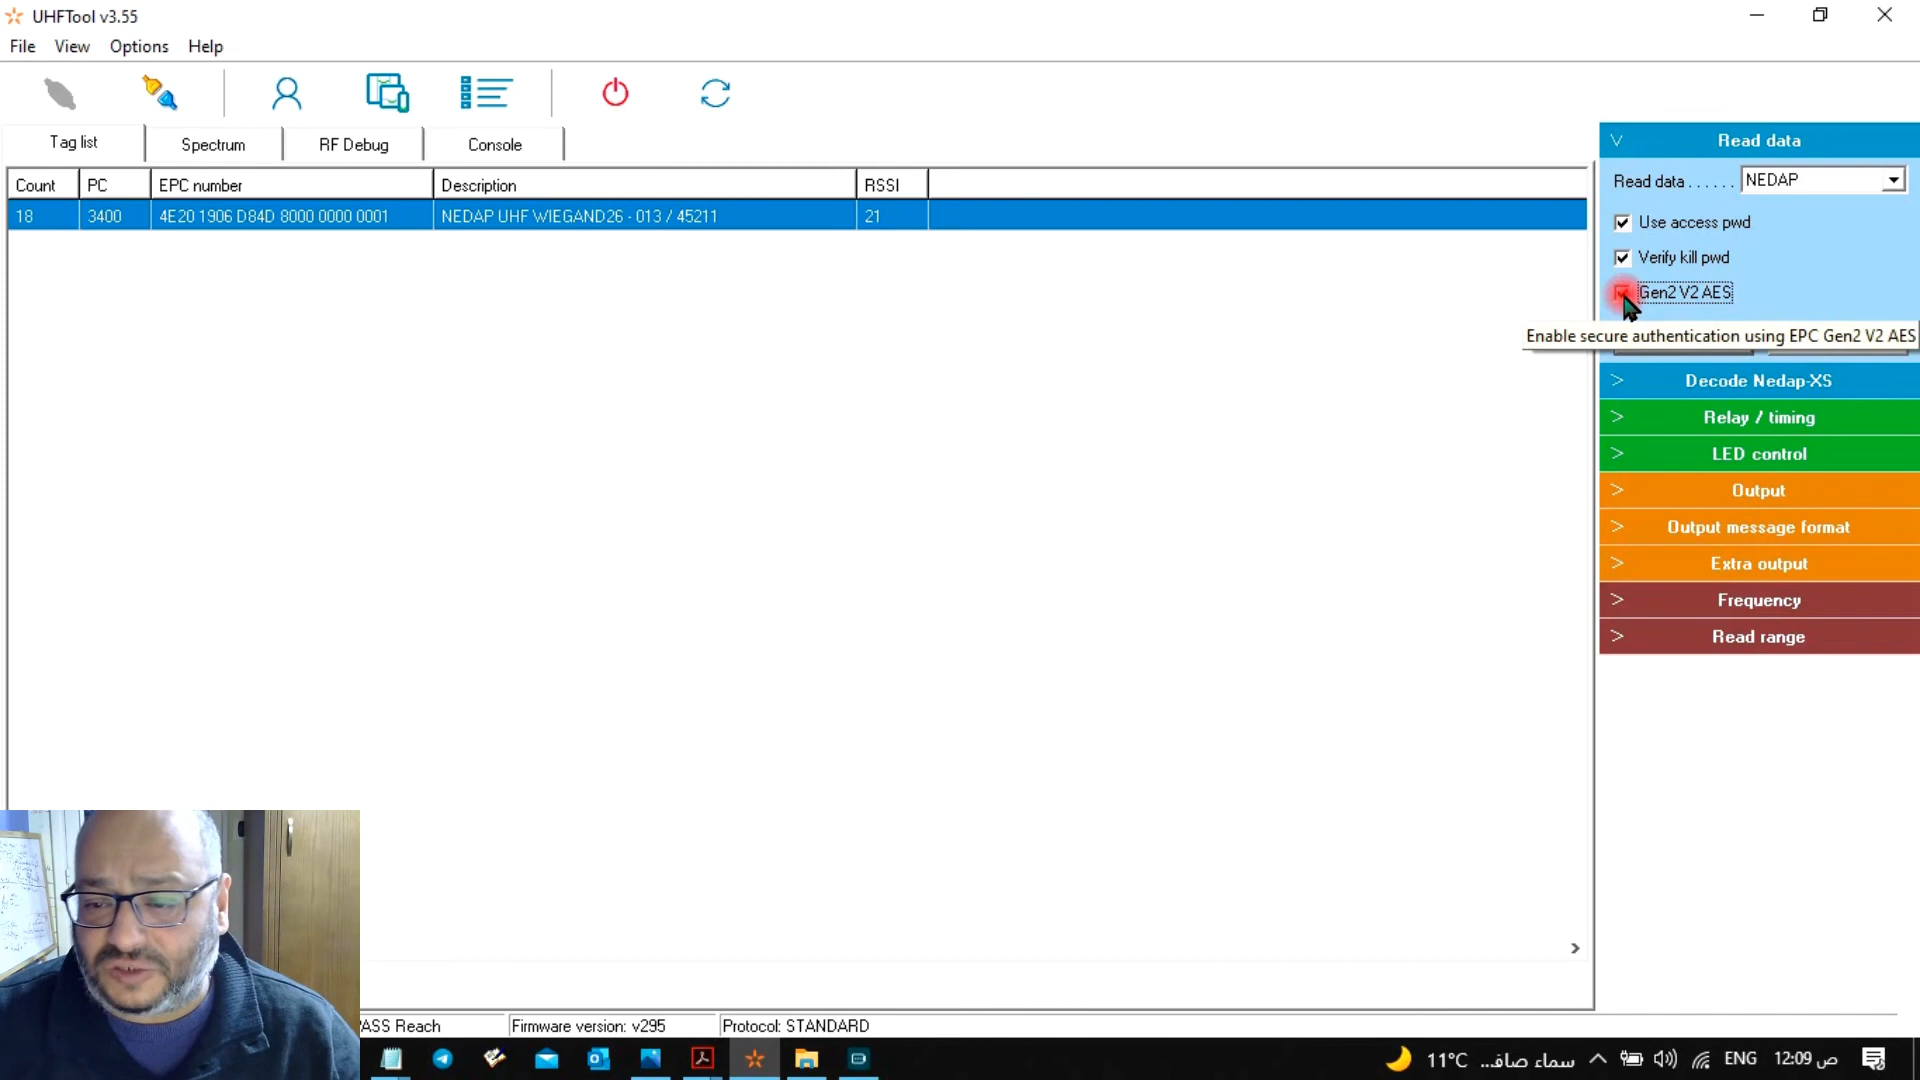 UHFTool v3.55
File View Options Help
Tag list Spectrum RF Debug Console
Count PC EPC number Description RSSI
18 3400 4E20 1906 D84D 8000 0000 0001 NEDAP UHF WIEGAND26 - 013 / 45211 21
Read data
Read data . . . . . . NEDAP
Use access pwd
Verify kill pwd
Gen2 V2 AES
Enable secure authentication using EPC Gen2 V2 AES
Decode Nedap-XS
Relay / timing
LED control
Output
Output message format
Extra output
Frequency
Read range
PASS Reach Firmware version: v295 Protocol: STANDARD
11°C سماء صافـ... ENG 12:09 ص